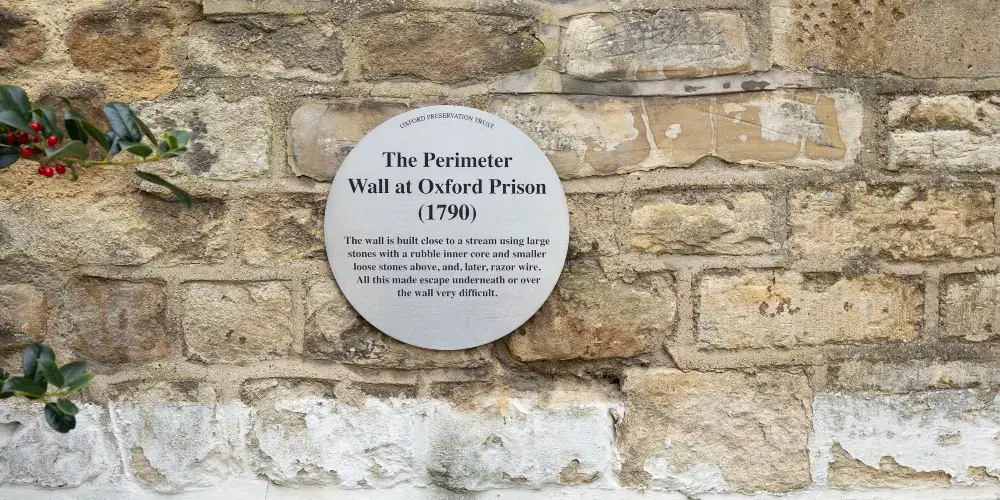 OXFORD PRESERVATION TRUST
The Perimeter
Wall at Oxford Prison
(1790)
The wall is built close to a stream using large
stones with a rubble inner core and smaller
loose stones above, and, later, razor wire.
All this made escape underneath or over
the wall very difficult.